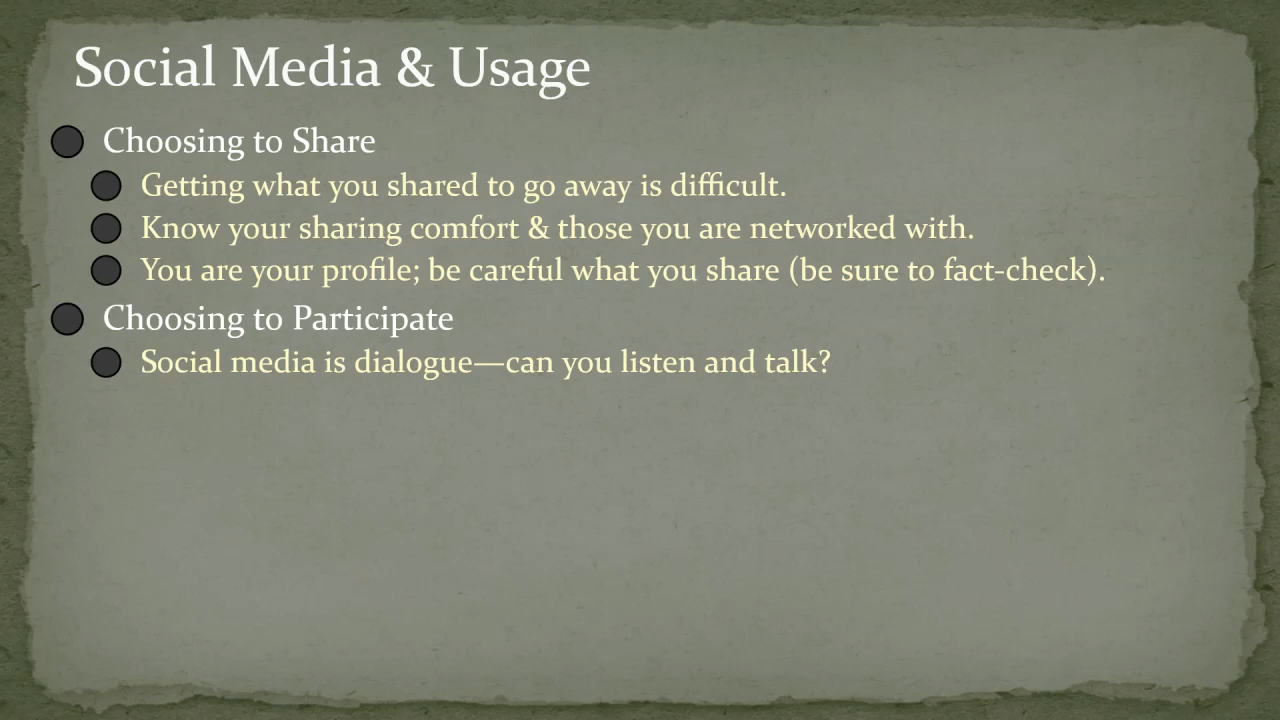 Social Media & Usage
Choosing to Share
Getting what you shared to go away is difficult.
Know your sharing comfort & those you are networked with.
You are your profile; be careful what you share (be sure to fact-check).
Choosing to Participate
Social media is dialogue—can you listen and talk?